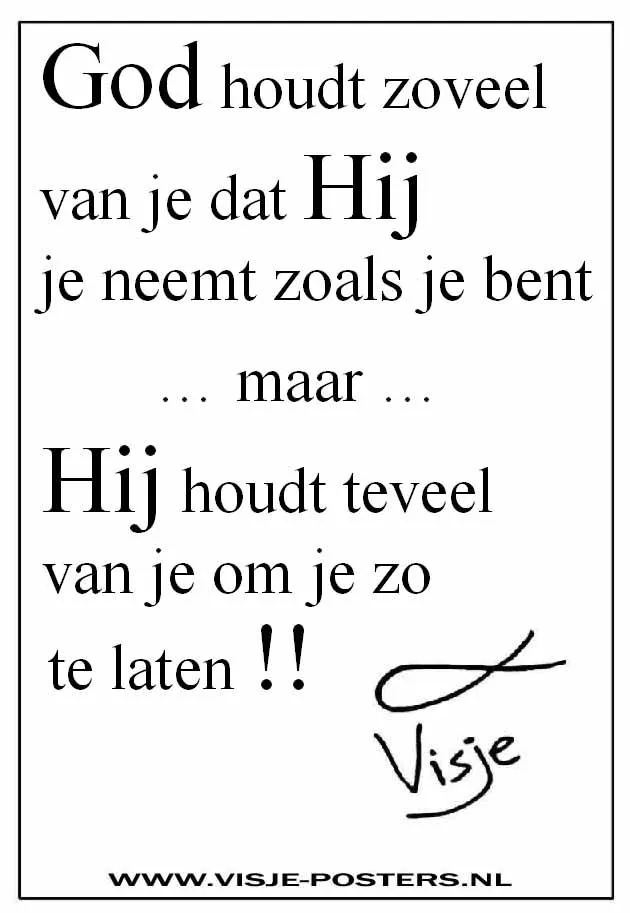 God houdt zoveel
van je dat Hij
je neemt zoals je bent
... maar ...
Hij houdt teveel
van je om je zo
te laten !!
Visje
WWW.VISJE-POSTERS.NL